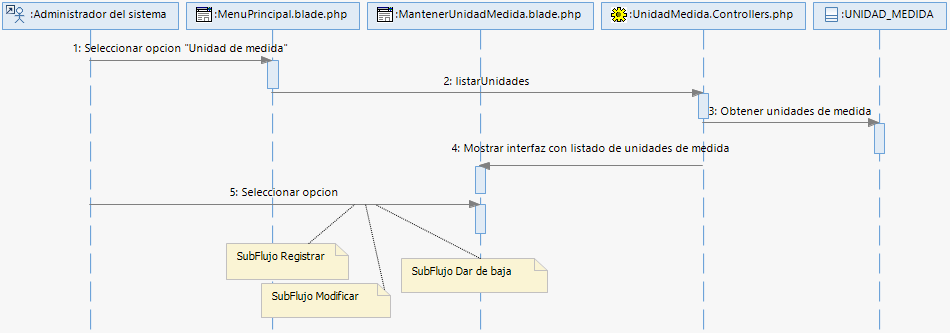 :Administrador del sistema
:MenuPrincipal.blade.php
:MantenerUnidadMedida.blade.php
:UnidadMedida.Controllers.php
:UNIDAD_MEDIDA
1: Seleccionar opcion "Unidad de medida"
2: listarUnidades
3: Obtener unidades de medida
4: Mostrar interfaz con listado de unidades de medida
5: Seleccionar opcion
SubFlujo Registrar
SubFlujo Dar de baja
SubFlujo Modificar